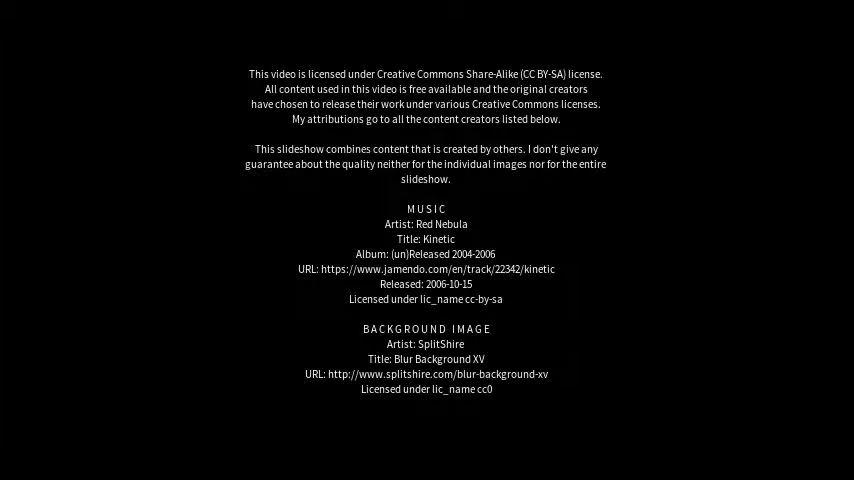 This video is licensed under Creative Commons Share-Alike (CC BY-SA) license.
All content used in this video is free available and the original creators
have chosen to release their work under various Creative Commons licenses.
My attributions go to all the content creators listed below.
This slideshow combines content that is created by others. I don't give any
guarantee about the quality neither for the individual images nor for the entire
slideshow.
MUSIC
Artist: Red Nebula
Title: Kinetic
Album: (un)Released 2004-2006
URL: https://www.jamendo.com/en/track/22342/kinetic
Released: 2006-10-15
Licensed under lic_name cc-by-sa
BACKGROUND IMAGE
Artist: SplitShire
Title: Blur Background XV
URL: http://www.splitshire.com/blur-background-xv
Licensed under lic_name cc0